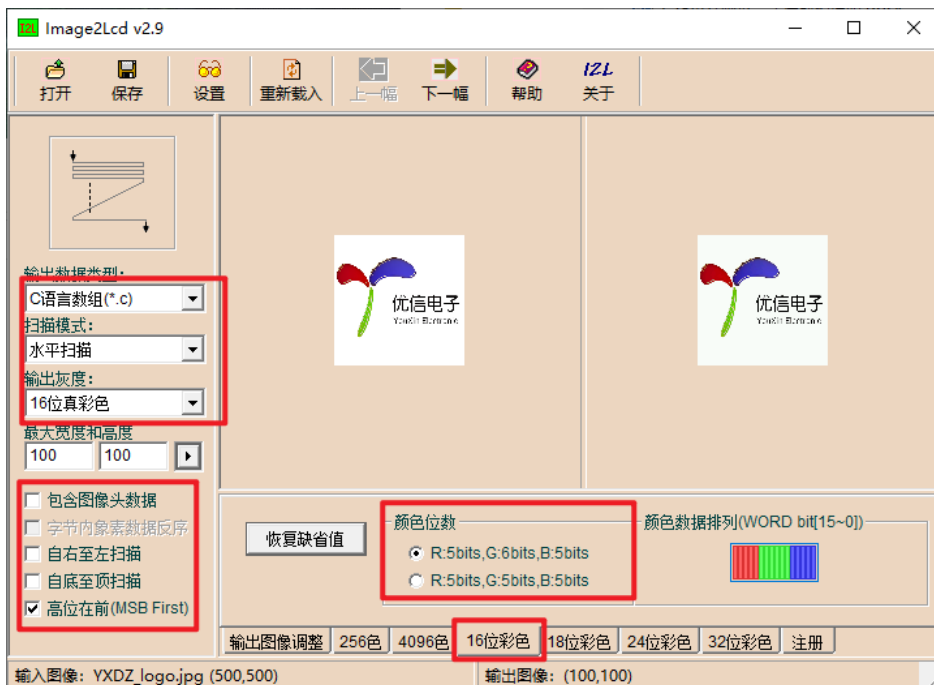 Image2Lcd v2.9
打开 保存 设置 重新载入 上一幅 下一幅 帮助 I2L 关于
输出数据类型:
C语言数组(*.c)
扫描模式:
水平扫描
输出灰度:
16位真彩色
最大宽度和高度
100 100
包含图像头数据
字节内象素数据反序
自右至左扫描
自底至顶扫描
高位在前(MSB First)
优信电子
YouXin Electronic
优信电子
YouXin Electronic
恢复缺省值
颜色位数
R:5bits,G:6bits,B:5bits
R:5bits,G:5bits,B:5bits
颜色数据排列(WORD bit[15~0])
输出图像调整 256色 4096色 16位彩色 18位彩色 24位彩色 32位彩色 注册
输入图像: YXDZ_logo.jpg (500,500)
输出图像: (100,100)